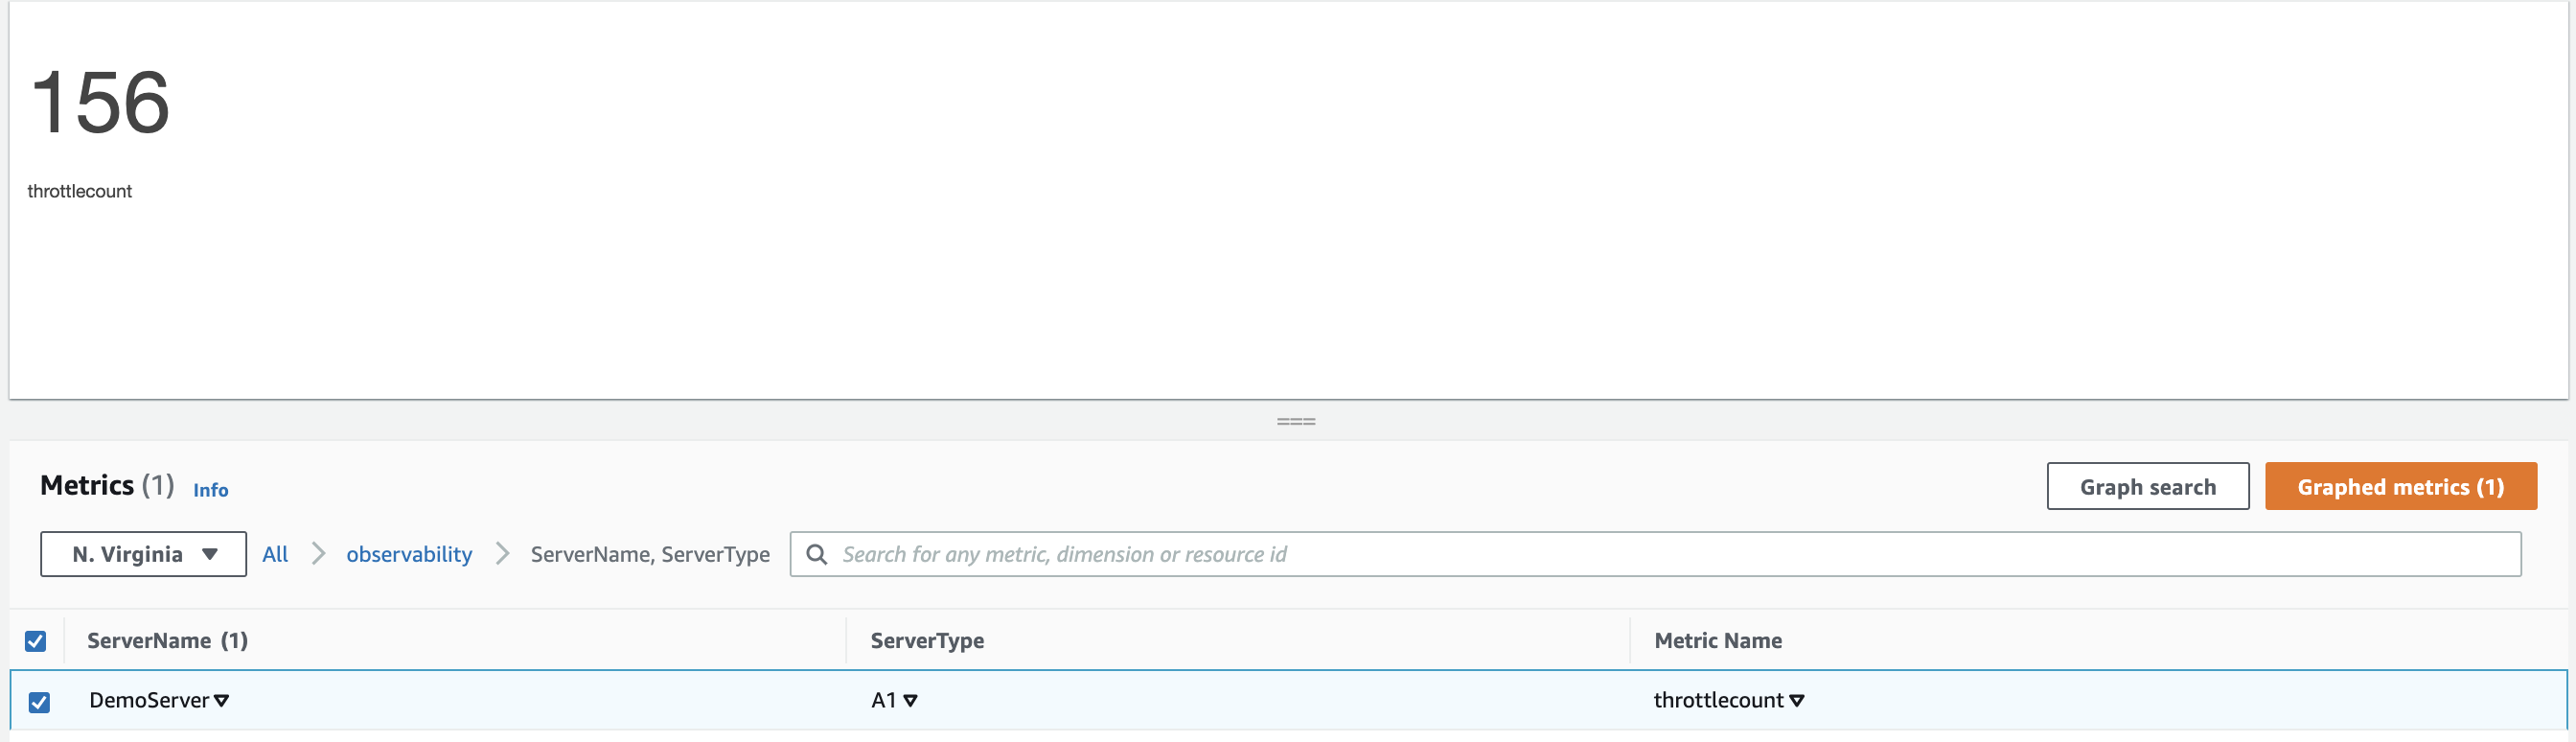 156
throttlecount
Metrics (1) Info
Graph search
Graphed metrics (1)
N. Virginia
All
observability
ServerName, ServerType
Search for any metric, dimension or resource id
ServerName (1)
ServerType
Metric Name
DemoServer
A1
throttlecount